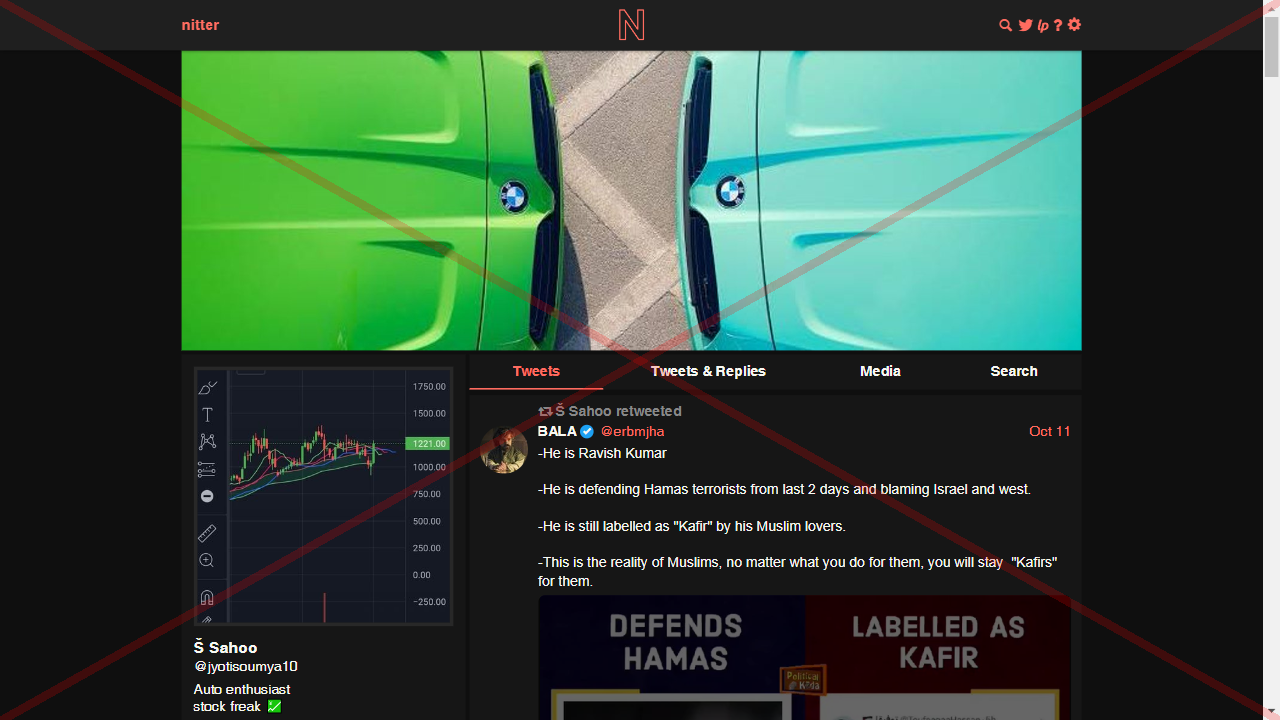 nitter
N
lp ?
Tweets
Tweets & Replies
Media
Search
1750.00
1500.00
1221.00
1000.00
750.00
500.00
250.00
0.00
−250.00
T
Š Sahoo
@jyotisoumya10
Auto enthusiast
stock freak
Š Sahoo retweeted
BALA @erbmjha Oct 11
-He is Ravish Kumar
-He is defending Hamas terrorists from last 2 days and blaming Israel and west.
-He is still labelled as "Kafir" by his Muslim lovers.
-This is the reality of Muslims, no matter what you do for them, you will stay "Kafirs"
for them.
DEFENDS
HAMAS
LABELLED AS
KAFIR
Political
Kida